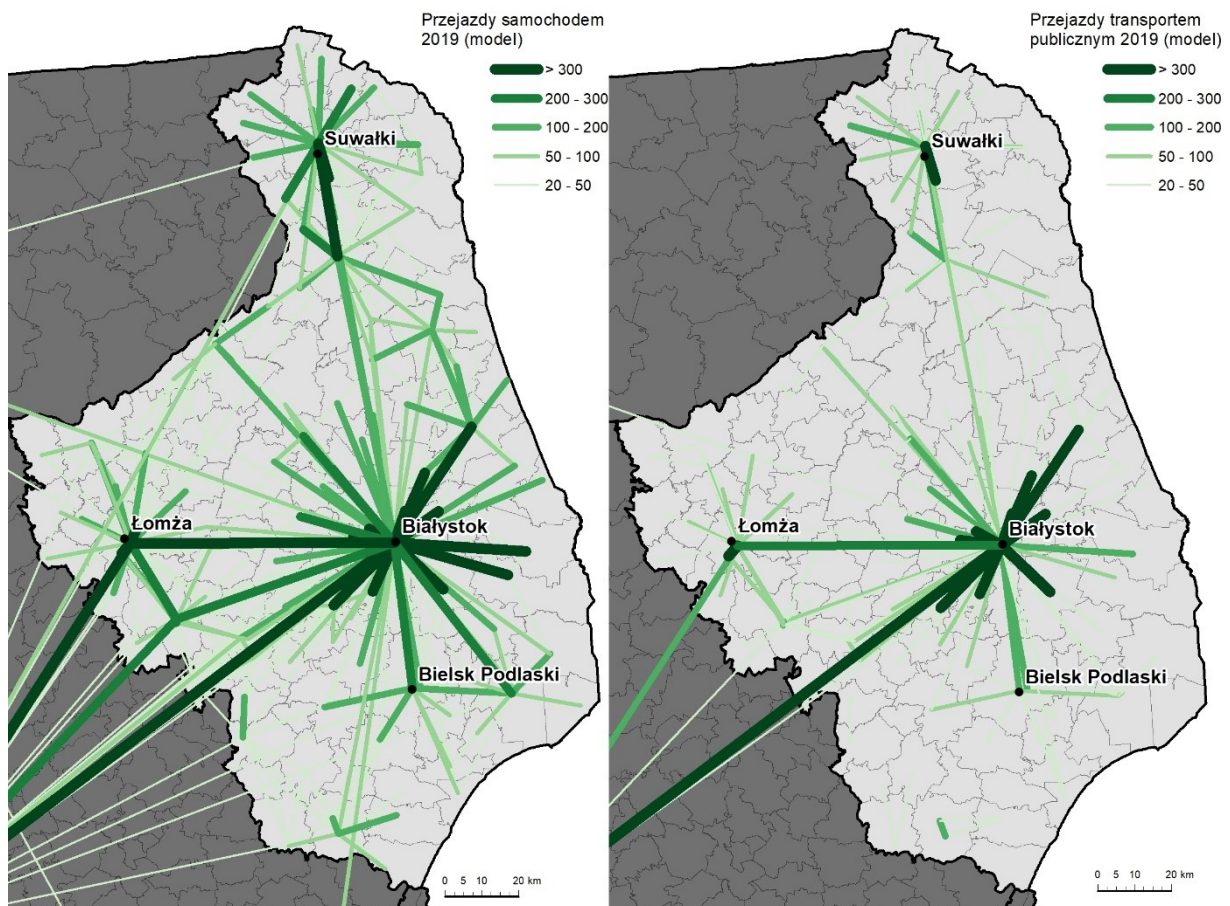 Przejazdy samochodem
2019 (model)
> 300
200 - 300
100 - 200
50 - 100
20 - 50
Suwałki
Łomża
Białystok
Bielsk Podlaski
0 5 10 20 km
Przejazdy transportem
publicznym 2019 (model)
> 300
200 - 300
100 - 200
50 - 100
20 - 50
Suwałki
Łomża
Białystok
Bielsk Podlaski
0 5 10 20 km